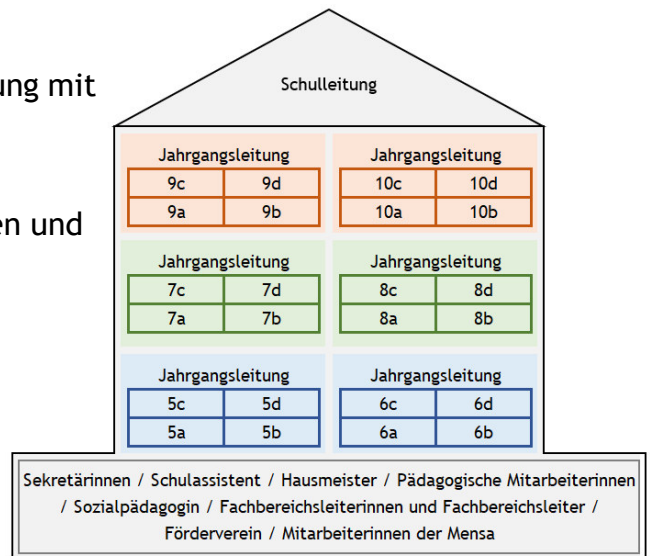 ung mit
en und
Schulleitung
Jahrgangsleitung
9c 9d
9a 9b
Jahrgangsleitung
10c 10d
10a 10b
Jahrgangsleitung
7c 7d
7a 7b
Jahrgangsleitung
8c 8d
8a 8b
Jahrgangsleitung
5c 5d
5a 5b
Jahrgangsleitung
6c 6d
6a 6b
Sekretärinnen / Schulassistent / Hausmeister / Pädagogische Mitarbeiterinnen
/ Sozialpädagogin / Fachbereichsleiterinnen und Fachbereichsleiter /
Förderverein / Mitarbeiterinnen der Mensa